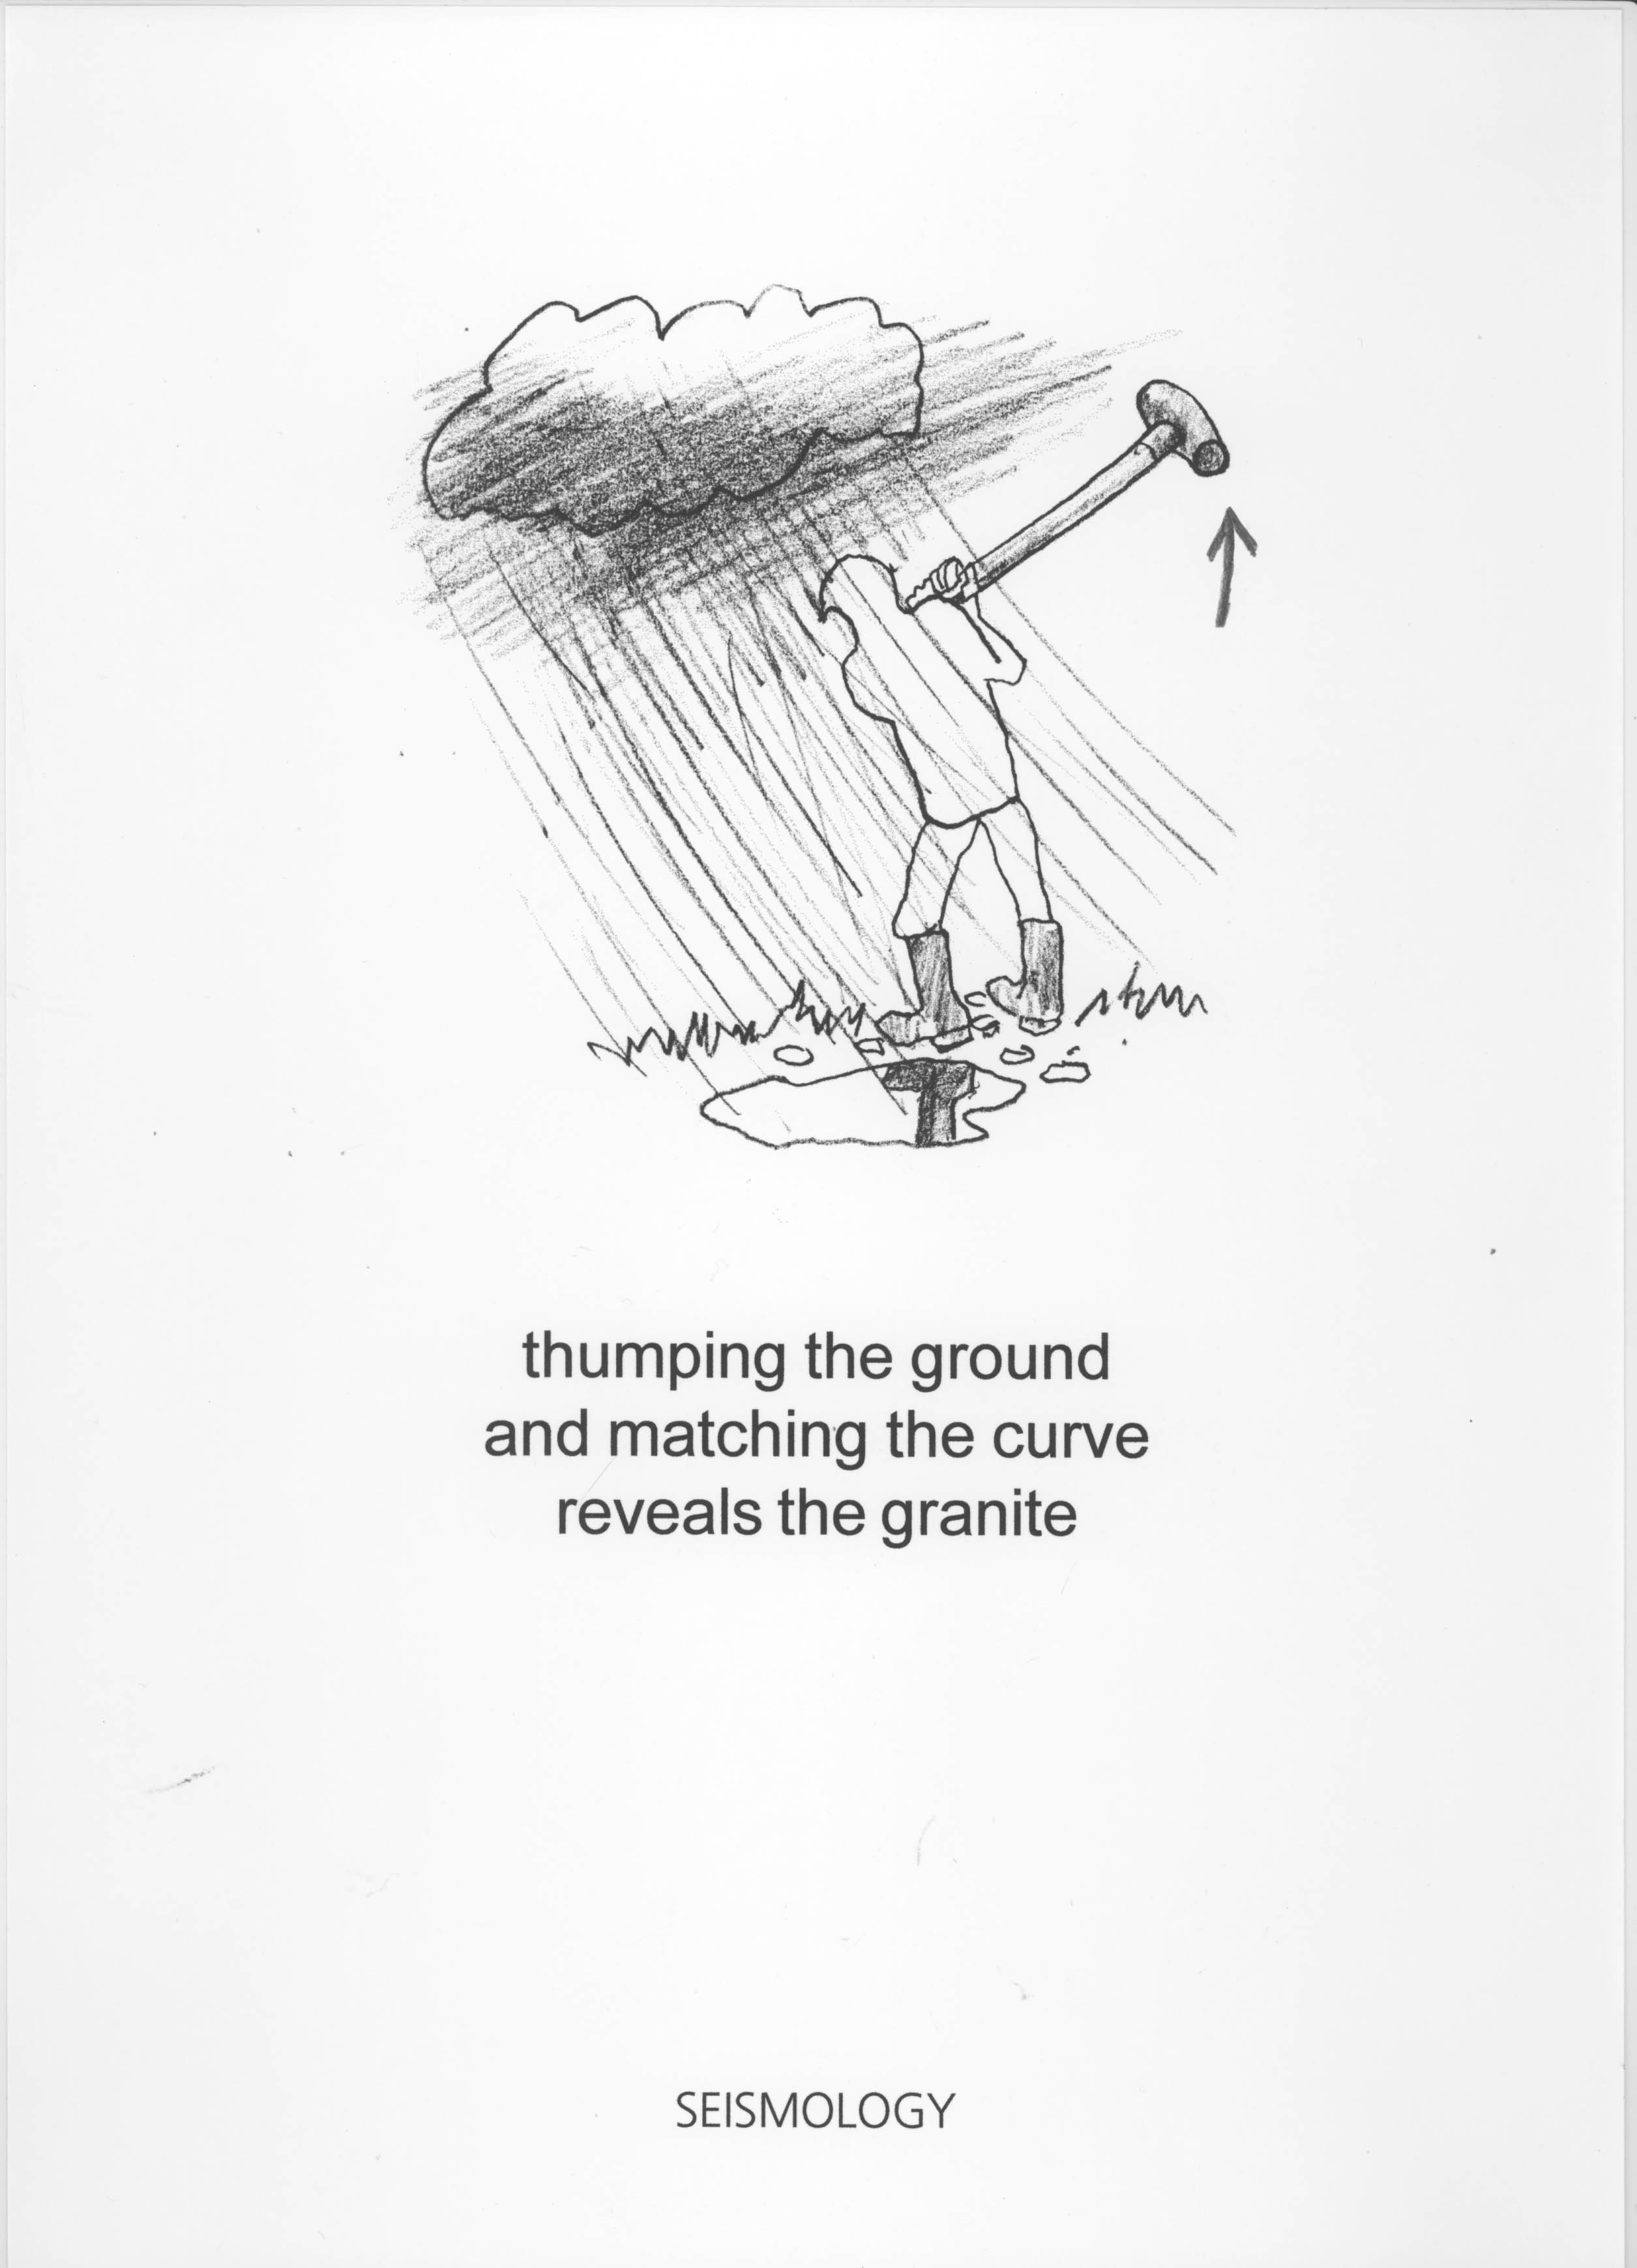 thumping the ground
and matching the curve
reveals the granite
SEISMOLOGY